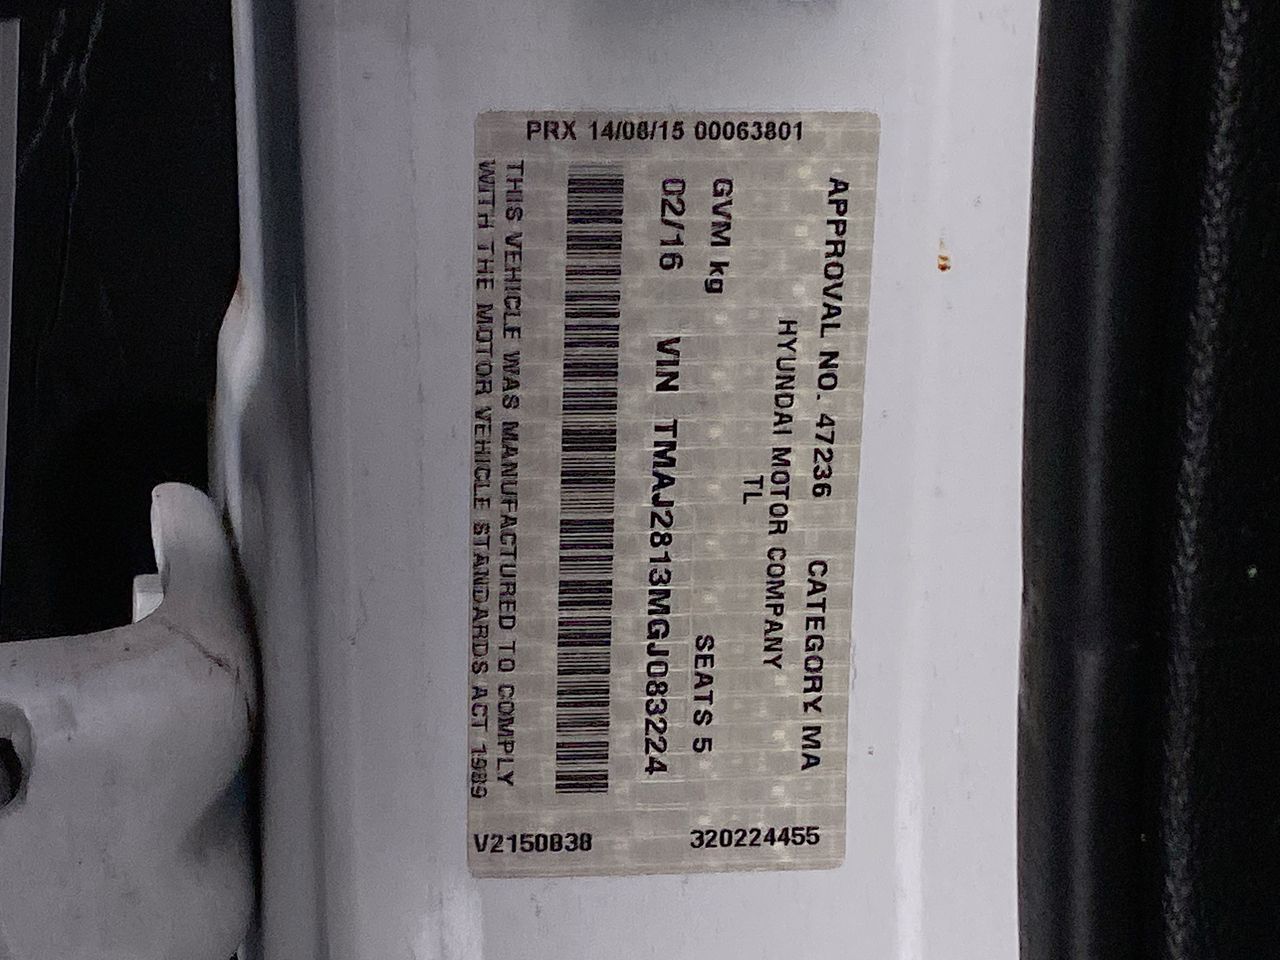 PRX 14/08/15 00063801
APPROVAL NO. 47236 CATEGORY MA
HYUNDAI MOTOR COMPANY
TL
GVM kg SEATS 5
02/16 VIN TMAJ2813MGJ083224
THIS VEHICLE WAS MANUFACTURED TO COMPLY
WITH THE MOTOR VEHICLE STANDARDS ACT 1989
V2150838 320224455